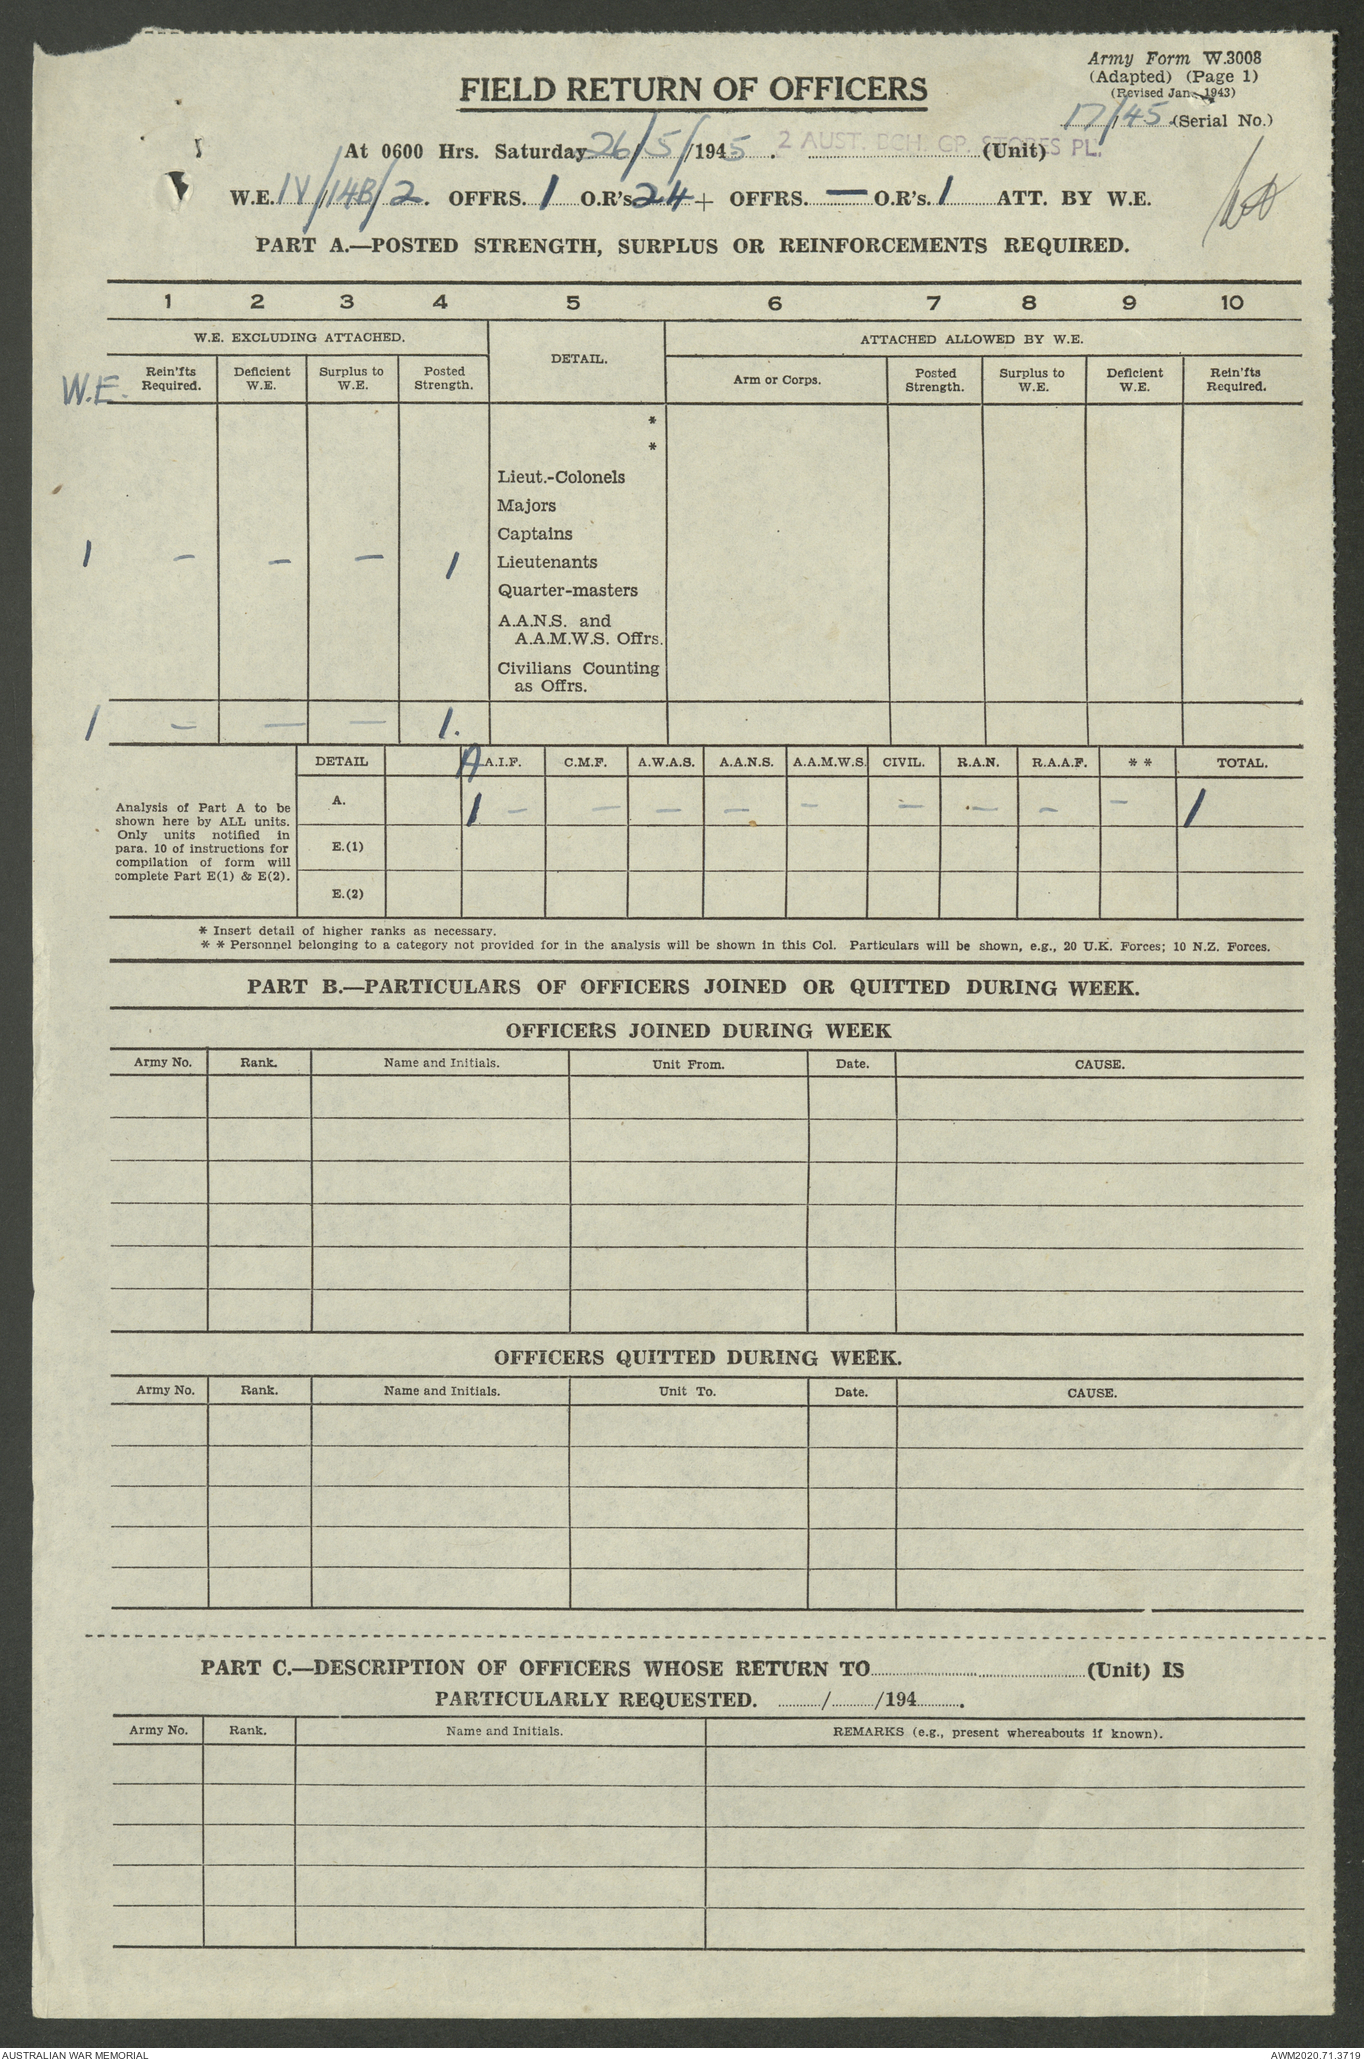 Army Form W.3008
(Adapted) (Page 1)
(Revised Jan., 1943)
17/45 (Serial No.)
FIELD RETURN OF OFFICERS
At 0600 Hrs. Saturday 26/5/1945. 2 AUST. BCH. GP. STORES PL. (Unit)
W.E. IV/14B/2. OFFRS. 1 O.R's 24 + OFFRS. — O.R's. 1 ATT. BY W.E.
PART A.—POSTED STRENGTH, SURPLUS OR REINFORCEMENTS REQUIRED.
1 2 3 4 5 6 7 8 9 10
W.E. EXCLUDING ATTACHED. DETAIL. ATTACHED ALLOWED BY W.E.
W.E. Rein'fts Required. Deficient W.E. Surplus to W.E. Posted Strength. Arm or Corps. Posted Strength. Surplus to W.E. Deficient W.E. Rein'fts Required.
*
*
Lieut.-Colonels
Majors
Captains
1 — — — 1 Lieutenants
Quarter-masters
A.A.N.S. and
A.A.M.W.S. Offrs.
Civilians Counting
as Offrs.
1 — — — 1.
DETAIL A A.I.F. C.M.F. A.W.A.S. A.A.N.S. A.A.M.W.S. CIVIL. R.A.N. R.A.A.F. * * TOTAL.
Analysis of Part A to be
shown here by ALL units.
Only units notified in
para. 10 of instructions for
compilation of form will
complete Part E(1) & E(2).
A. 1 — — — — — — — — — 1
E.(1)
E.(2)
* Insert detail of higher ranks as necessary.
* * Personnel belonging to a category not provided for in the analysis will be shown in this Col. Particulars will be shown, e.g., 20 U.K. Forces; 10 N.Z. Forces.
PART B.—PARTICULARS OF OFFICERS JOINED OR QUITTED DURING WEEK.
OFFICERS JOINED DURING WEEK
Army No. Rank. Name and Initials. Unit From. Date. CAUSE.
OFFICERS QUITTED DURING WEEK.
Army No. Rank. Name and Initials. Unit To. Date. CAUSE.
PART C.—DESCRIPTION OF OFFICERS WHOSE RETURN TO (Unit) IS
PARTICULARLY REQUESTED. / /194 .
Army No. Rank. Name and Initials. REMARKS (e.g., present whereabouts if known).
AUSTRALIAN WAR MEMORIAL AWM2020.71.3719